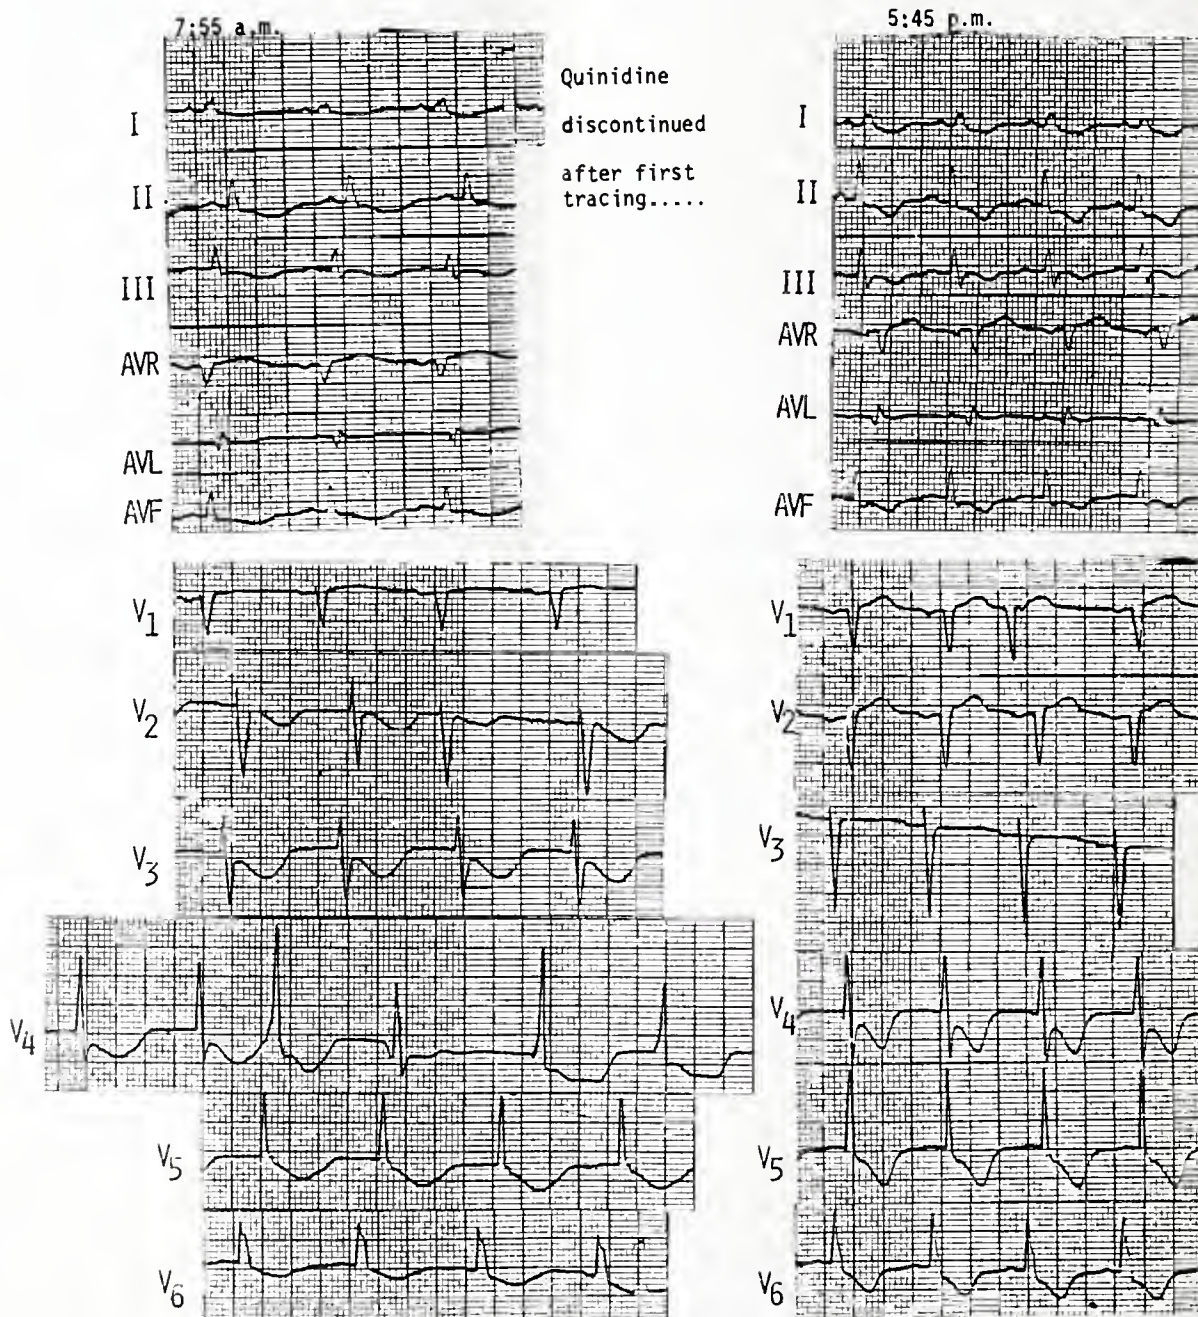 7:55 a.m.
Quinidine
discontinued
after first
tracing.....
I
II
III
AVR
AVL
AVF
V1
V2
V3
V4
V5
V6
5:45 p.m.
I
II
III
AVR
AVL
AVF
V1
V2
V3
V4
V5
V6